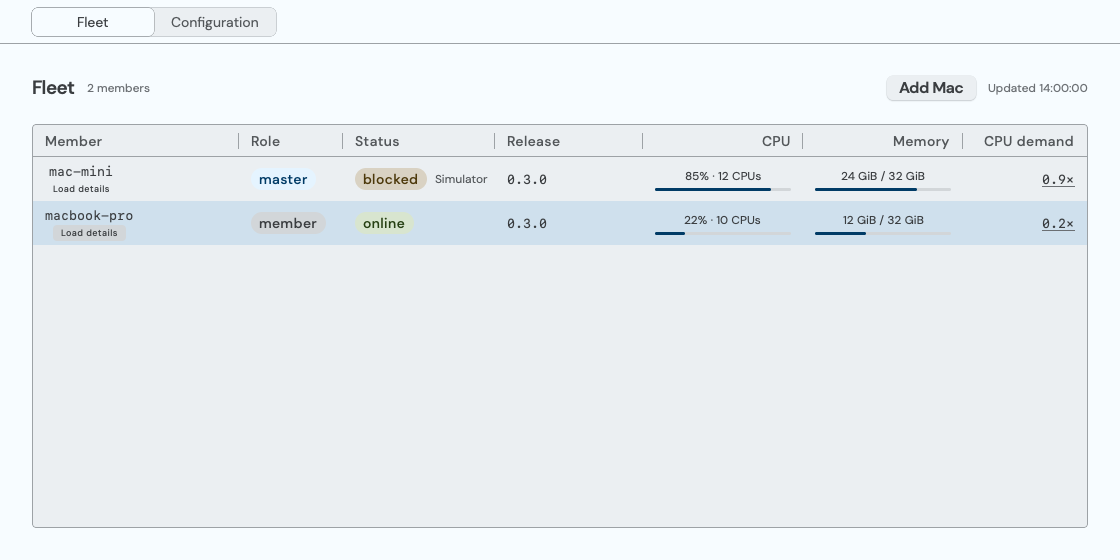 Fleet Configuration
Fleet 2 members Add Mac Updated 14:00:00
Member Role Status Release CPU Memory CPU demand
mac-mini master blocked Simulator 0.3.0 85% · 12 CPUs 24 GiB / 32 GiB 0.9×
Load details
macbook-pro member online 0.3.0 22% · 10 CPUs 12 GiB / 32 GiB 0.2×
Load details